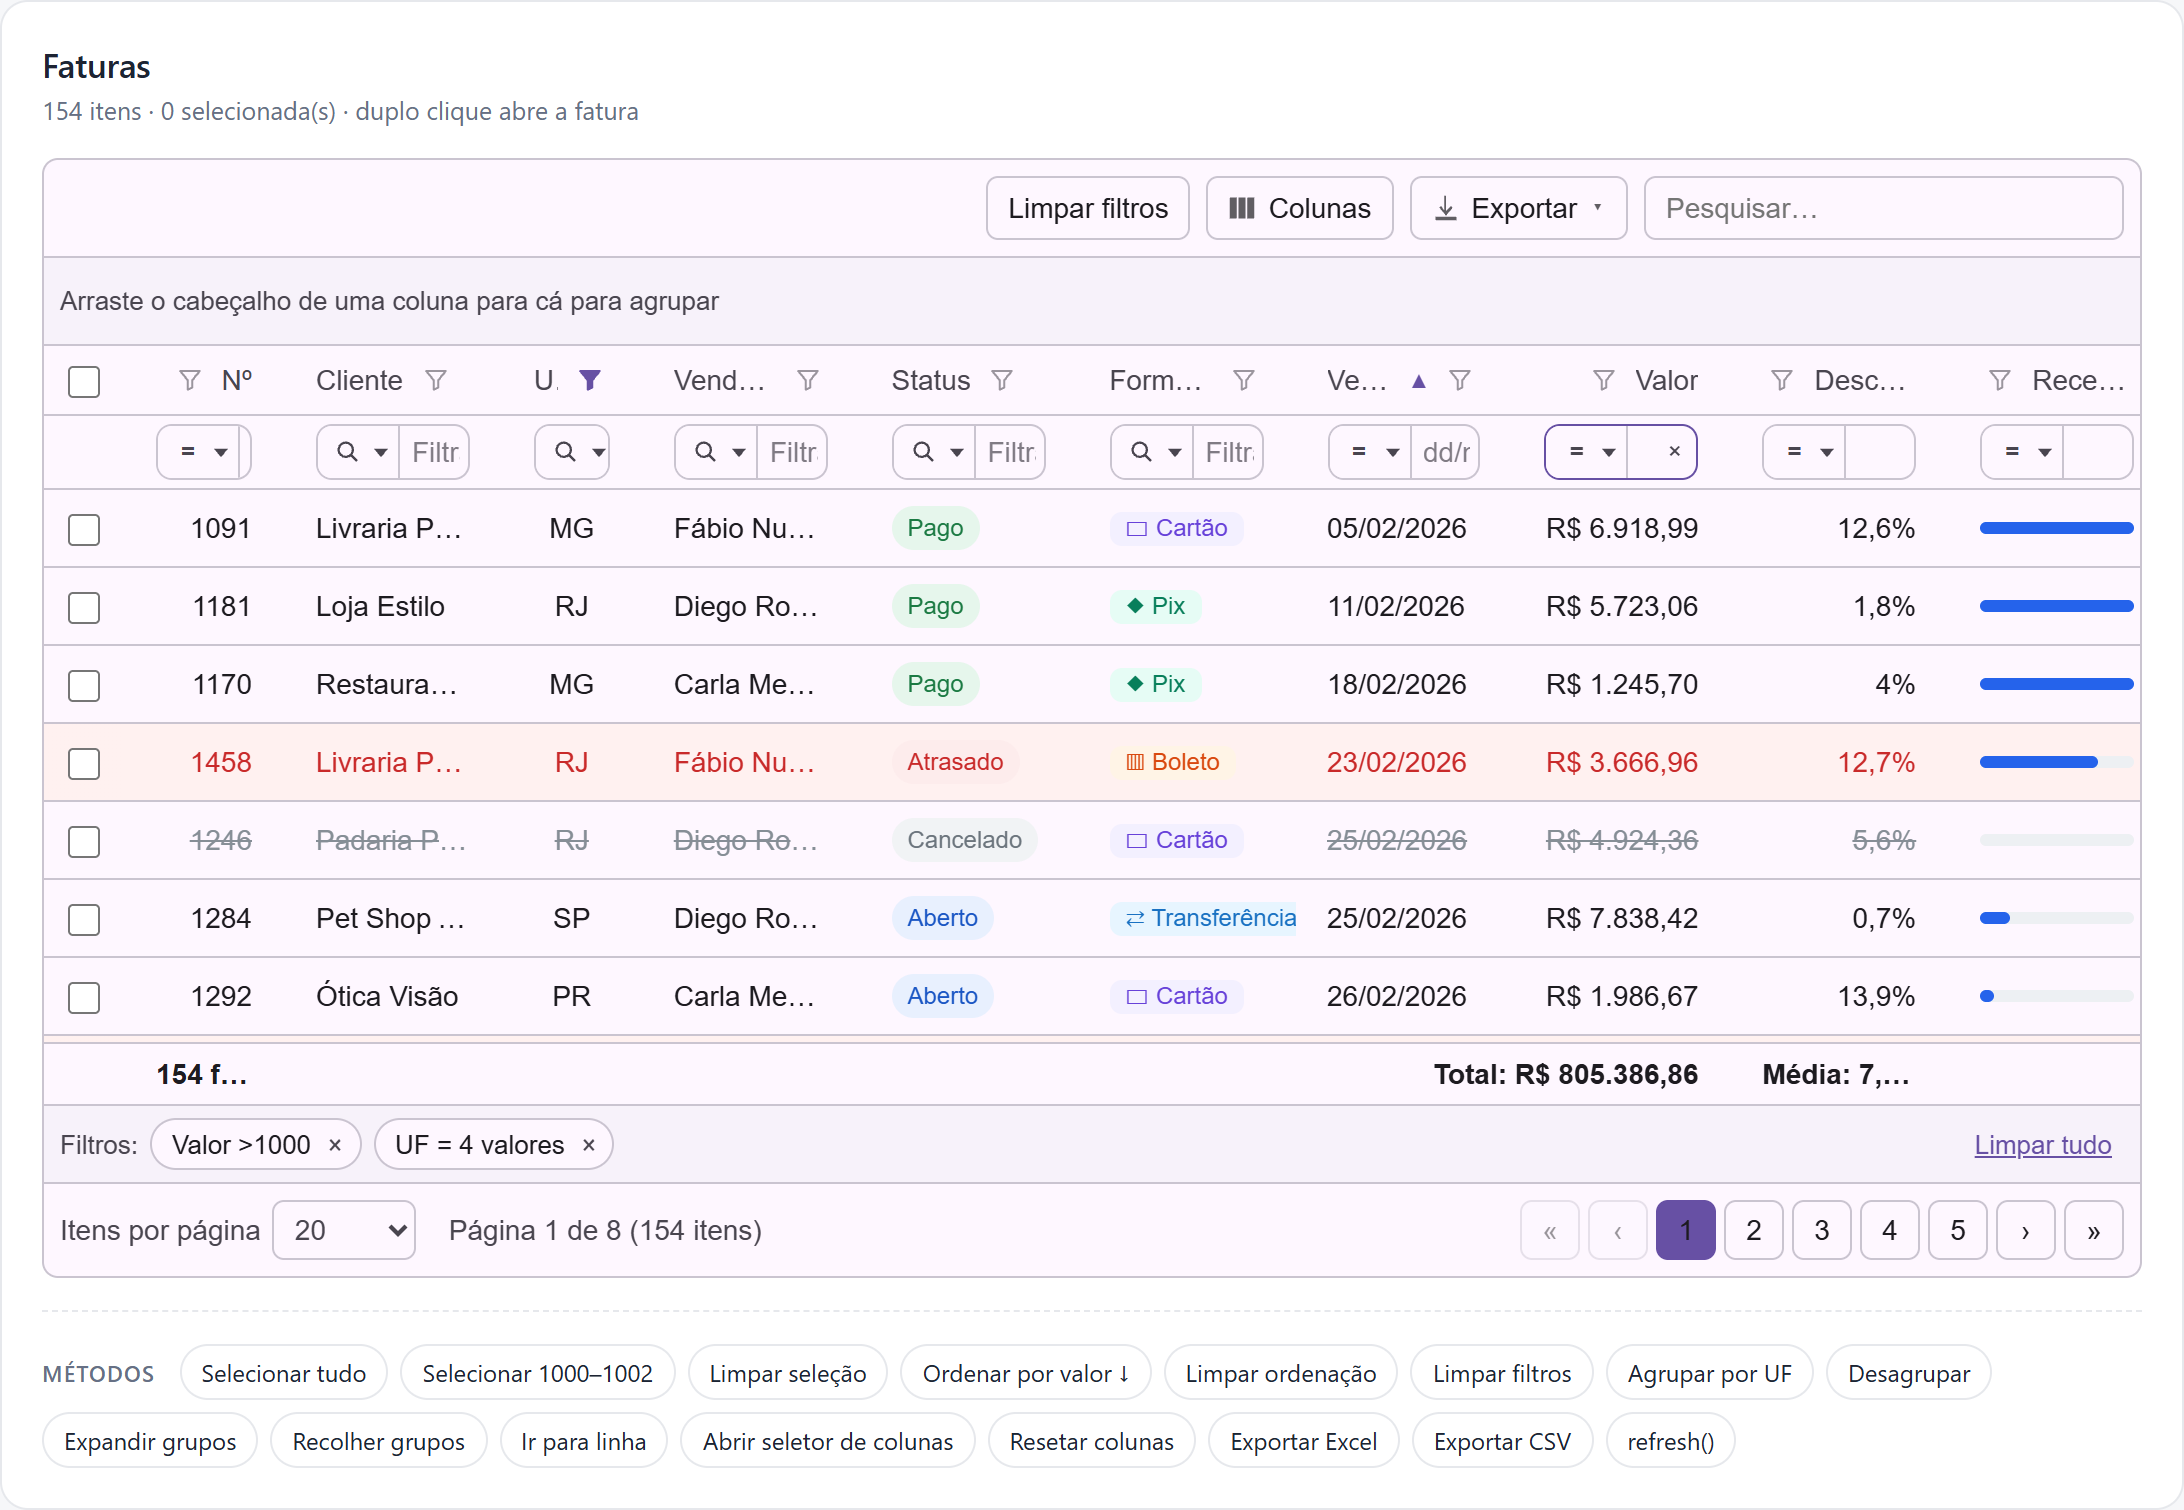 Faturas
154 itens · 0 selecionada(s) · duplo clique abre a fatura
Limpar filtros Colunas Exportar Pesquisar…
Arraste o cabeçalho de uma coluna para cá para agrupar
Nº Cliente U. Vend… Status Form… Ve… ▲ Valor Desc… Rece…
= Filtr Filtr Filtr Filtr = dd/r = × = =
1091 Livraria P… MG Fábio Nu… Pago Cartão 05/02/2026 R$ 6.918,99 12,6%
1181 Loja Estilo RJ Diego Ro… Pago ◆ Pix 11/02/2026 R$ 5.723,06 1,8%
1170 Restaura… MG Carla Me… Pago ◆ Pix 18/02/2026 R$ 1.245,70 4%
1458 Livraria P… RJ Fábio Nu… Atrasado ▥ Boleto 23/02/2026 R$ 3.666,96 12,7%
1246 Padaria P… RJ Diego Ro… Cancelado Cartão 25/02/2026 R$ 4.924,36 5,6%
1284 Pet Shop … SP Diego Ro… Aberto ⇄ Transferência 25/02/2026 R$ 7.838,42 0,7%
1292 Ótica Visão PR Carla Me… Aberto Cartão 26/02/2026 R$ 1.986,67 13,9%
154 f… Total: R$ 805.386,86 Média: 7,…
Filtros: Valor >1000 × UF = 4 valores × Limpar tudo
Itens por página 20 Página 1 de 8 (154 itens) « ‹ 1 2 3 4 5 › »
MÉTODOS Selecionar tudo Selecionar 1000–1002 Limpar seleção Ordenar por valor ↓ Limpar ordenação Limpar filtros Agrupar por UF Desagrupar
Expandir grupos Recolher grupos Ir para linha Abrir seletor de colunas Resetar colunas Exportar Excel Exportar CSV refresh()